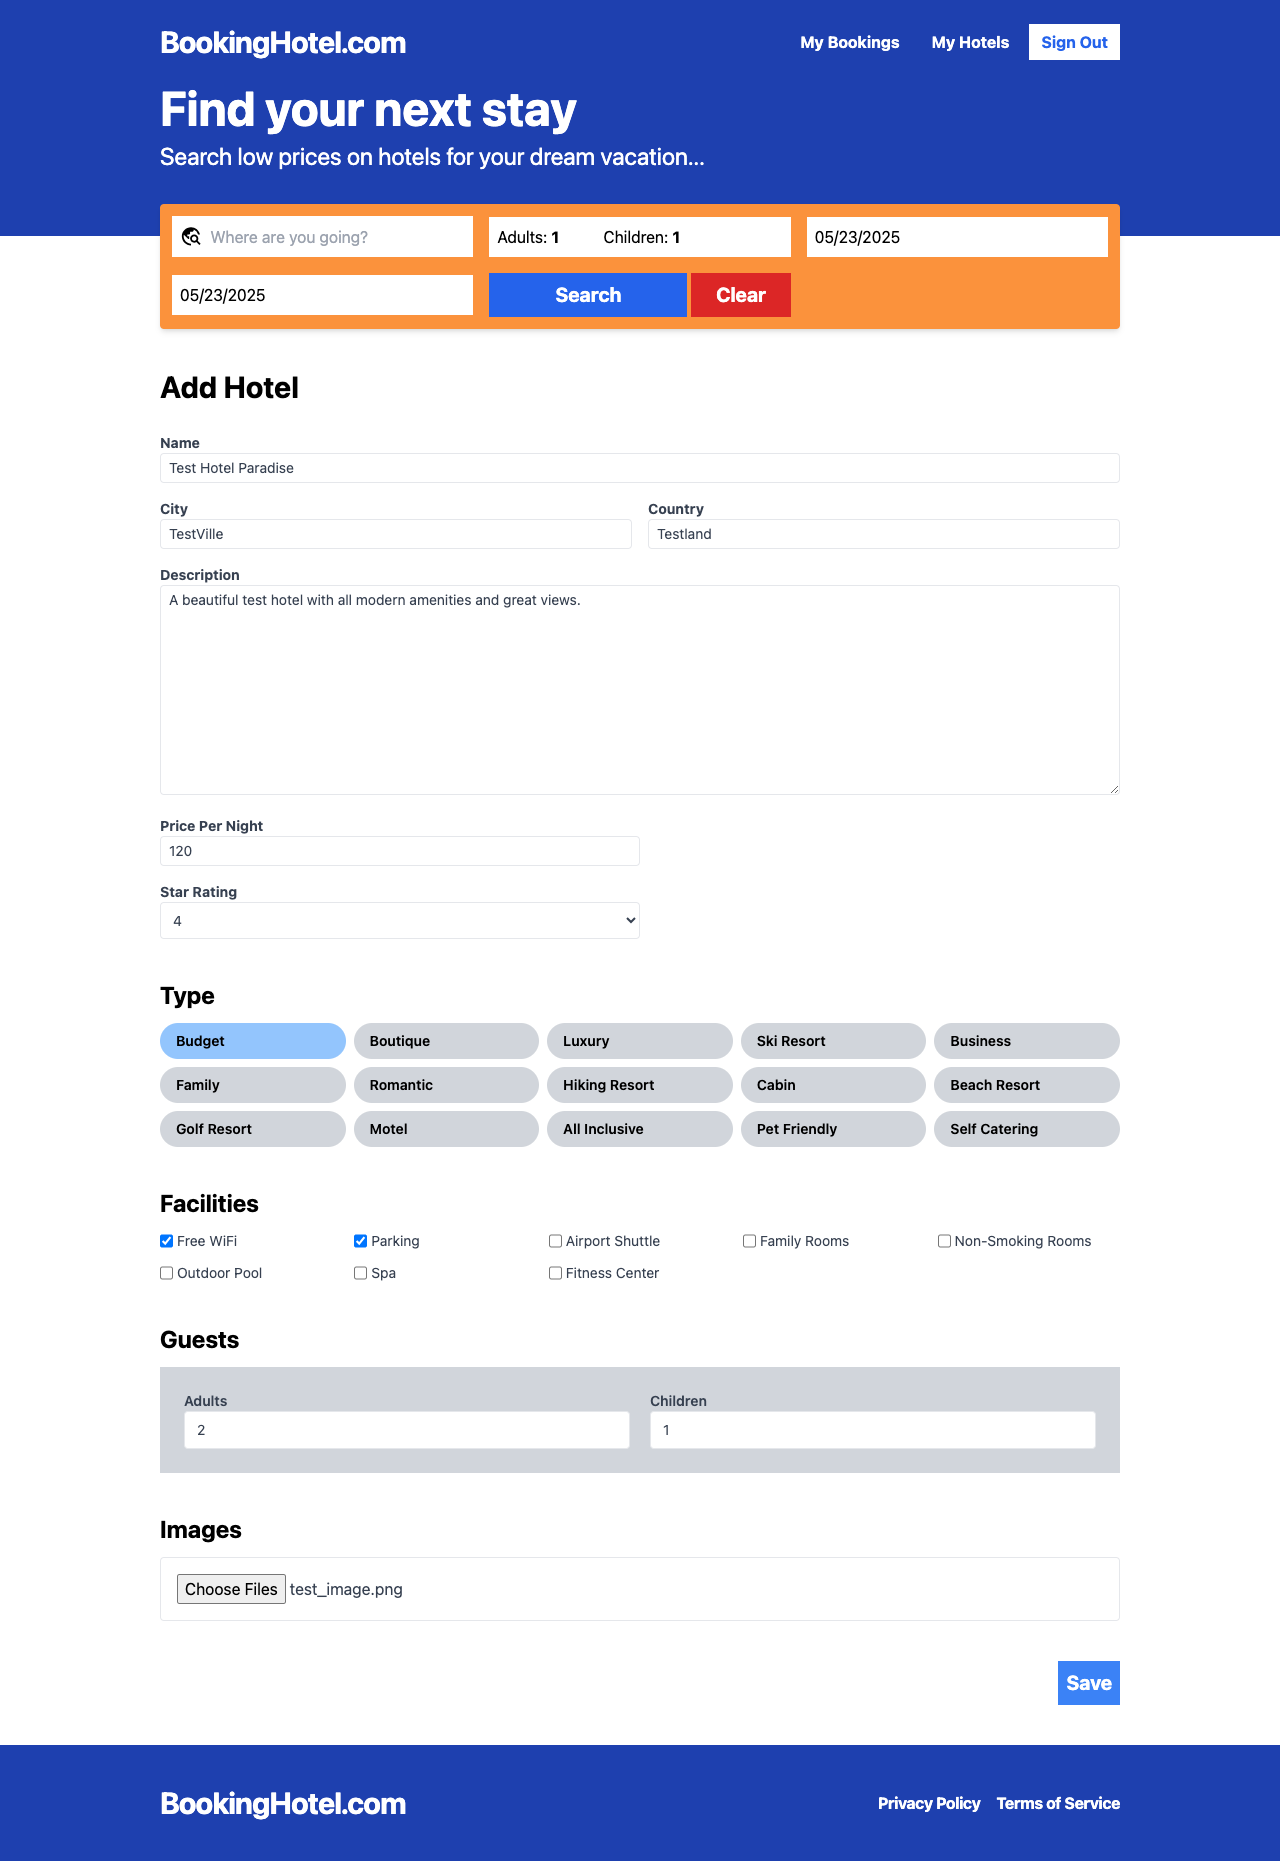 BookingHotel.com
My Bookings My Hotels Sign Out
Find your next stay
Search low prices on hotels for your dream vacation...
Where are you going? Adults: 1 Children: 1 05/23/2025
05/23/2025 Search Clear
Add Hotel
Name
Test Hotel Paradise
City Country
TestVille Testland
Description
A beautiful test hotel with all modern amenities and great views.
Price Per Night
120
Star Rating
4
Type
Budget Boutique Luxury Ski Resort Business
Family Romantic Hiking Resort Cabin Beach Resort
Golf Resort Motel All Inclusive Pet Friendly Self Catering
Facilities
Free WiFi Parking Airport Shuttle Family Rooms Non-Smoking Rooms
Outdoor Pool Spa Fitness Center
Guests
Adults Children
2 1
Images
Choose Files test_image.png
Save
BookingHotel.com
Privacy Policy Terms of Service